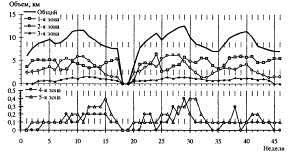 Объем, км
15
Общий
1-я зона
2-я зона
3-я зона
10
5
0
0,5
4-я зона
0,4
5-я зона
0,3
0,2
0,1
0
0 5 10 15 20 25 30 35 40 45
Недели